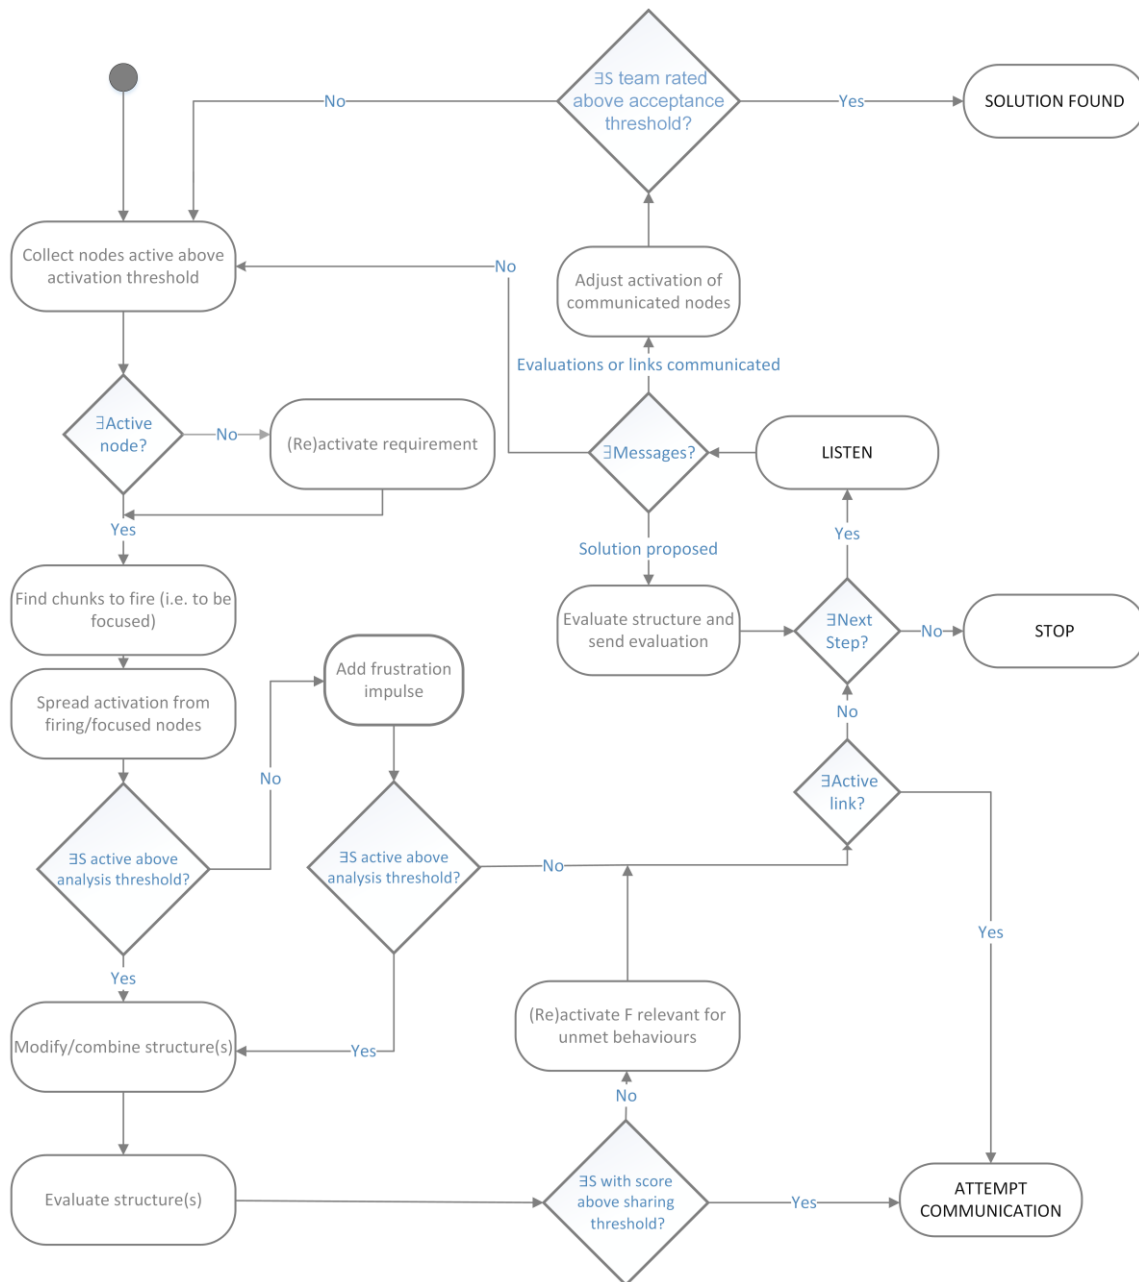 ∃S team rated
above acceptance
threshold?
No
Yes
SOLUTION FOUND
Collect nodes active above
activation threshold
No
Adjust activation of
communicated nodes
Evaluations or links communicated
∃Active
node?
No
(Re)activate requirement
∃Messages?
LISTEN
Yes
Solution proposed
Yes
Find chunks to fire (i.e. to be
focused)
Evaluate structure and
send evaluation
∃Next
Step?
No
STOP
Spread activation from
firing/focused nodes
Add frustration
impulse
No
No
∃Active
link?
∃S active above
analysis threshold?
∃S active above
analysis threshold?
No
Yes
Yes
Modify/combine structure(s)
Yes
(Re)activate F relevant for
unmet behaviours
No
Evaluate structure(s)
∃S with score
above sharing
threshold?
Yes
ATTEMPT
COMMUNICATION